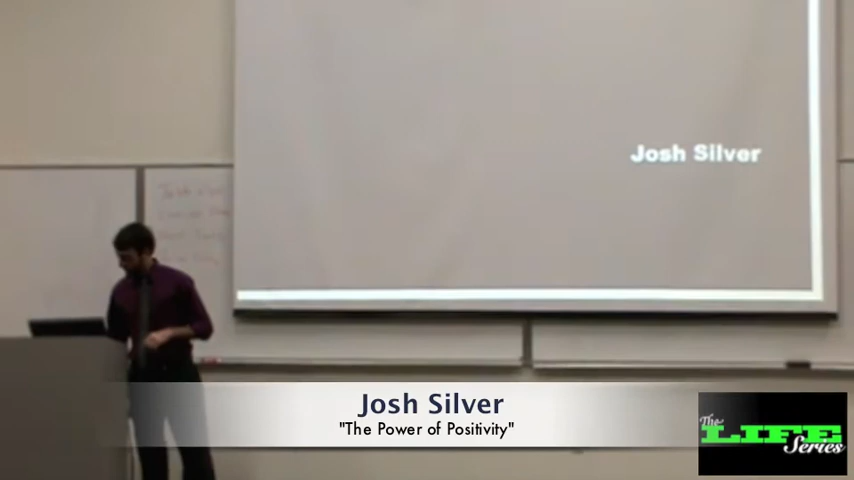 Josh Silver
Josh Silver
"The Power of Positivity"
The
LIFE
Series